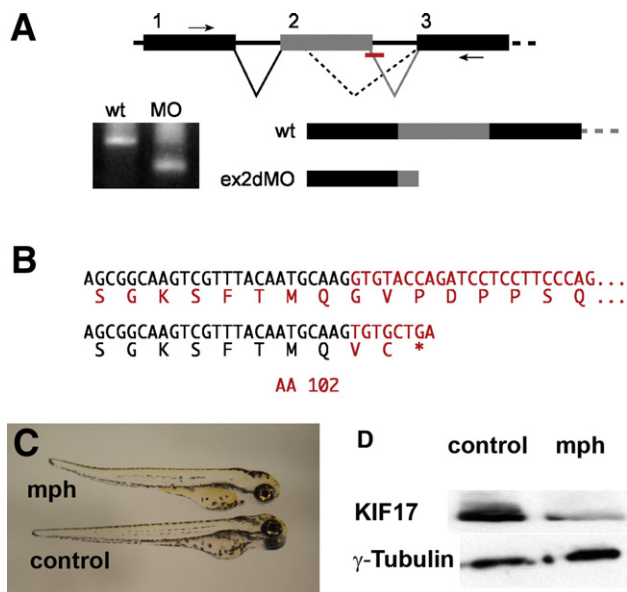 A
1 2 3
wt MO
wt
ex2dMO
B
AGCGGCAAGTCGTTTACAATGCAAGGTGTACCAGATCCTCCTTCCCAG...
S G K S F T M Q G V P D P P S Q ...
AGCGGCAAGTCGTTTACAATGCAAGTGTGCTGA
S G K S F T M Q V C *
AA 102
C
mph
control
D
control mph
KIF17
γ-Tubulin